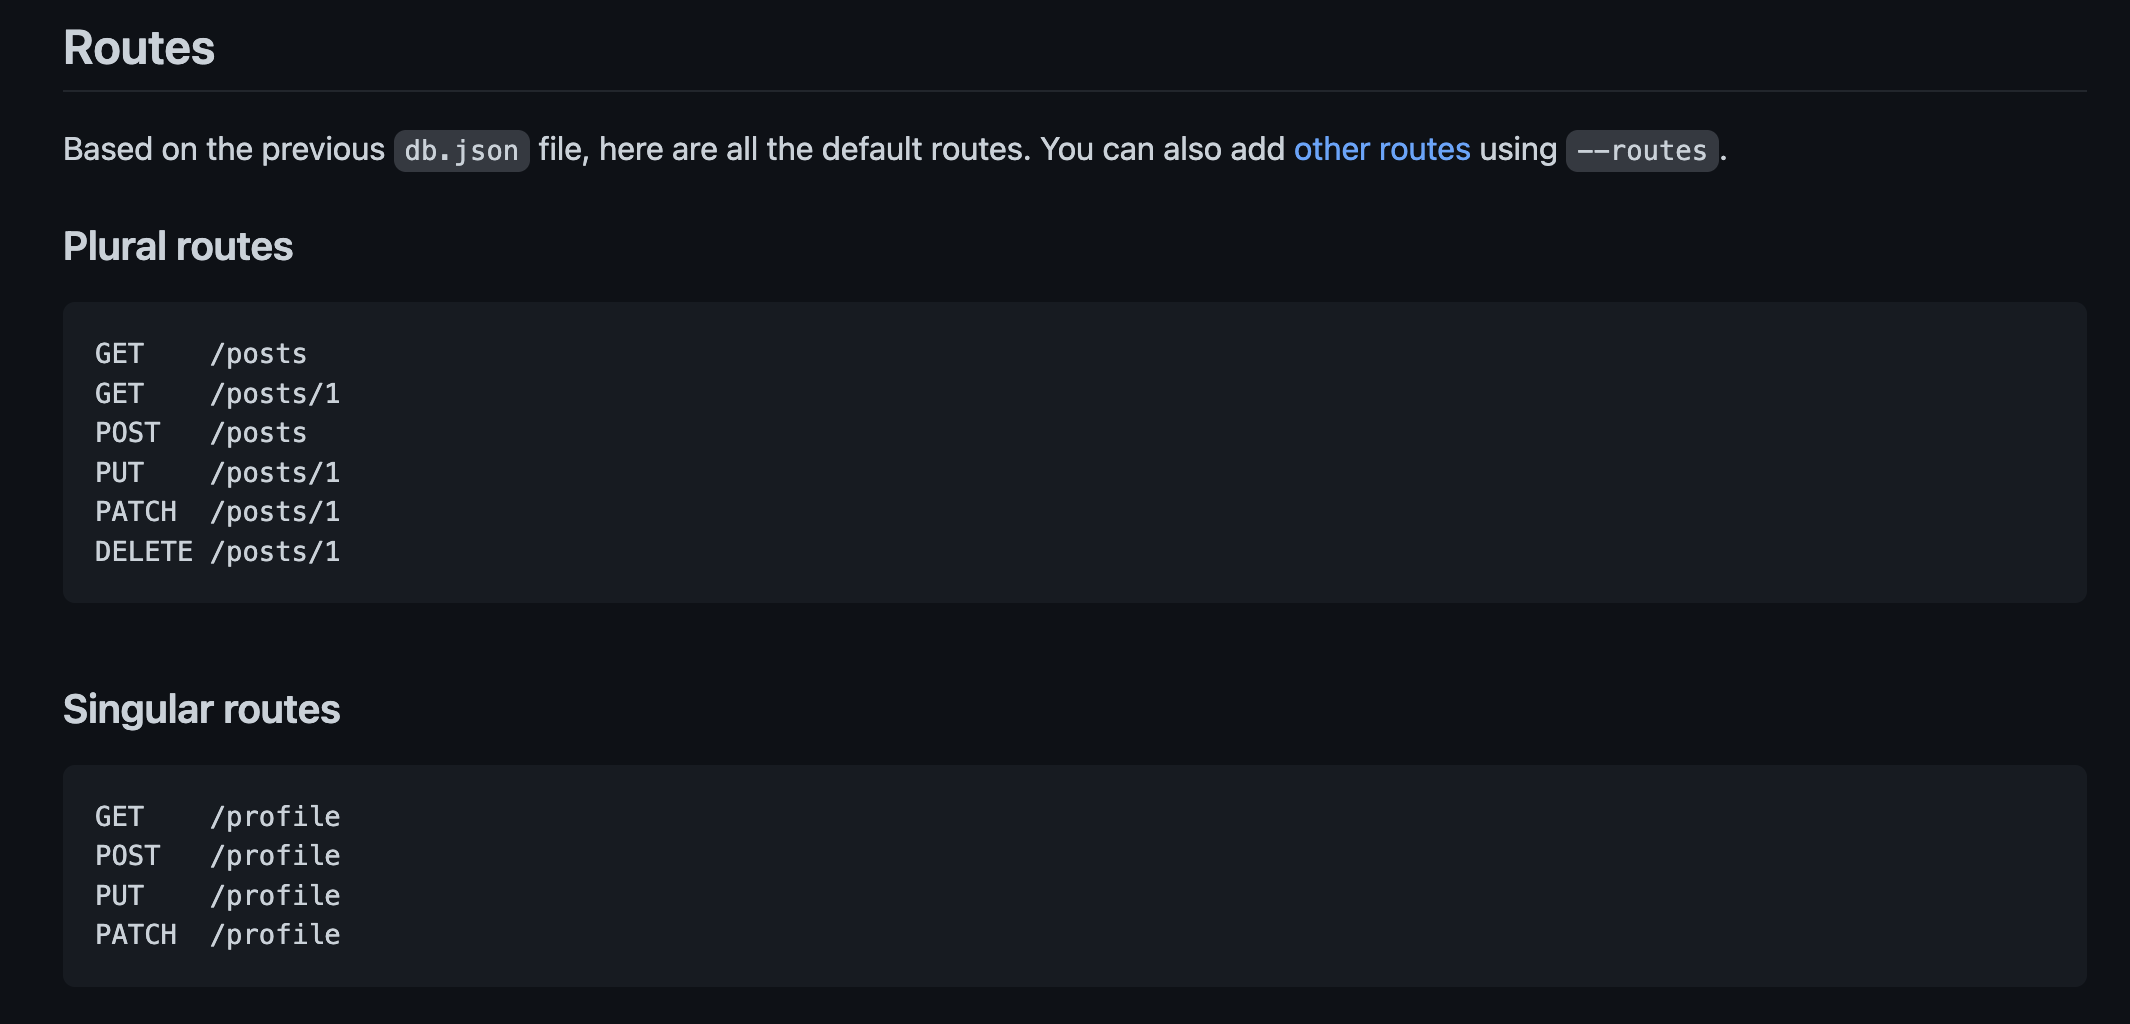 Routes
Based on the previous db.json file, here are all the default routes. You can also add other routes using --routes.
Plural routes
GET    /posts
GET    /posts/1
POST   /posts
PUT    /posts/1
PATCH  /posts/1
DELETE /posts/1
Singular routes
GET    /profile
POST   /profile
PUT    /profile
PATCH  /profile